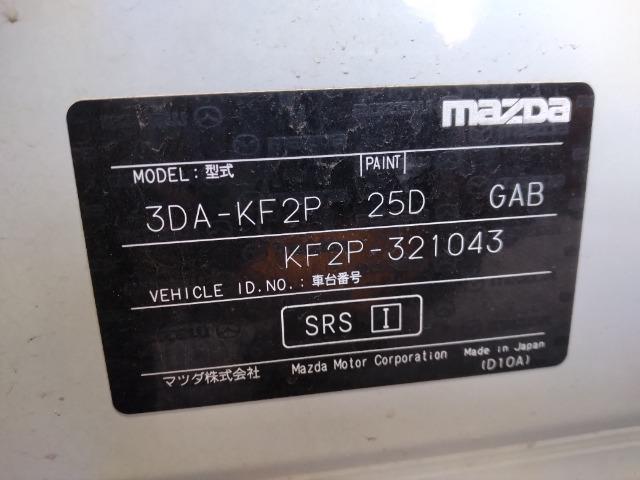 mazda
MODEL:型式 PAINT
3DA-KF2P 25D GAB
KF2P-321043
VEHICLE ID.NO.:車台番号
SRS I
マツダ株式会社 Mazda Motor Corporation Made in Japan
(D10A)